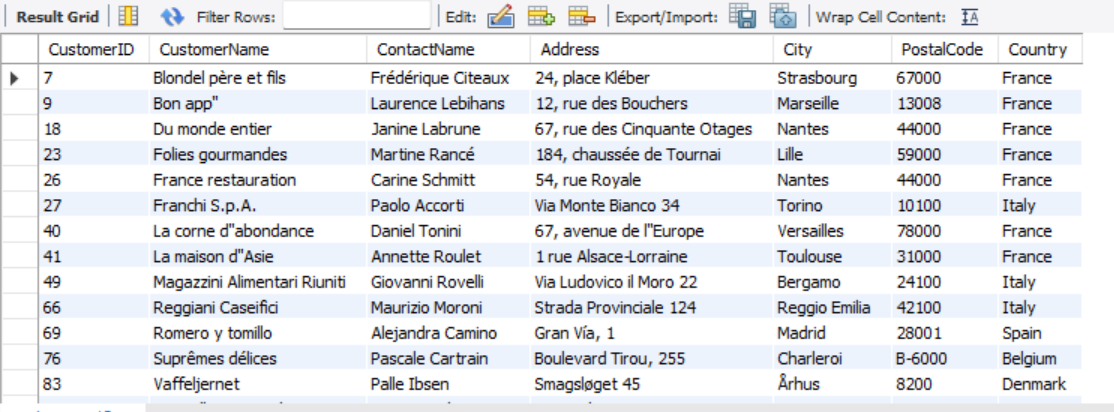 Result Grid Filter Rows: Edit: Export/Import: Wrap Cell Content:
CustomerID CustomerName ContactName Address City PostalCode Country
7 Blondel père et fils Frédérique Citeaux 24, place Kléber Strasbourg 67000 France
9 Bon app" Laurence Lebihans 12, rue des Bouchers Marseille 13008 France
18 Du monde entier Janine Labrune 67, rue des Cinquante Otages Nantes 44000 France
23 Folies gourmandes Martine Rancé 184, chaussée de Tournai Lille 59000 France
26 France restauration Carine Schmitt 54, rue Royale Nantes 44000 France
27 Franchi S.p.A. Paolo Accorti Via Monte Bianco 34 Torino 10100 Italy
40 La corne d"abondance Daniel Tonini 67, avenue de l"Europe Versailles 78000 France
41 La maison d"Asie Annette Roulet 1 rue Alsace-Lorraine Toulouse 31000 France
49 Magazzini Alimentari Riuniti Giovanni Rovelli Via Ludovico il Moro 22 Bergamo 24100 Italy
66 Reggiani Caseifici Maurizio Moroni Strada Provinciale 124 Reggio Emilia 42100 Italy
69 Romero y tomillo Alejandra Camino Gran Vía, 1 Madrid 28001 Spain
76 Suprêmes délices Pascale Cartrain Boulevard Tirou, 255 Charleroi B-6000 Belgium
83 Vaffeljernet Palle Ibsen Smagsløget 45 Århus 8200 Denmark